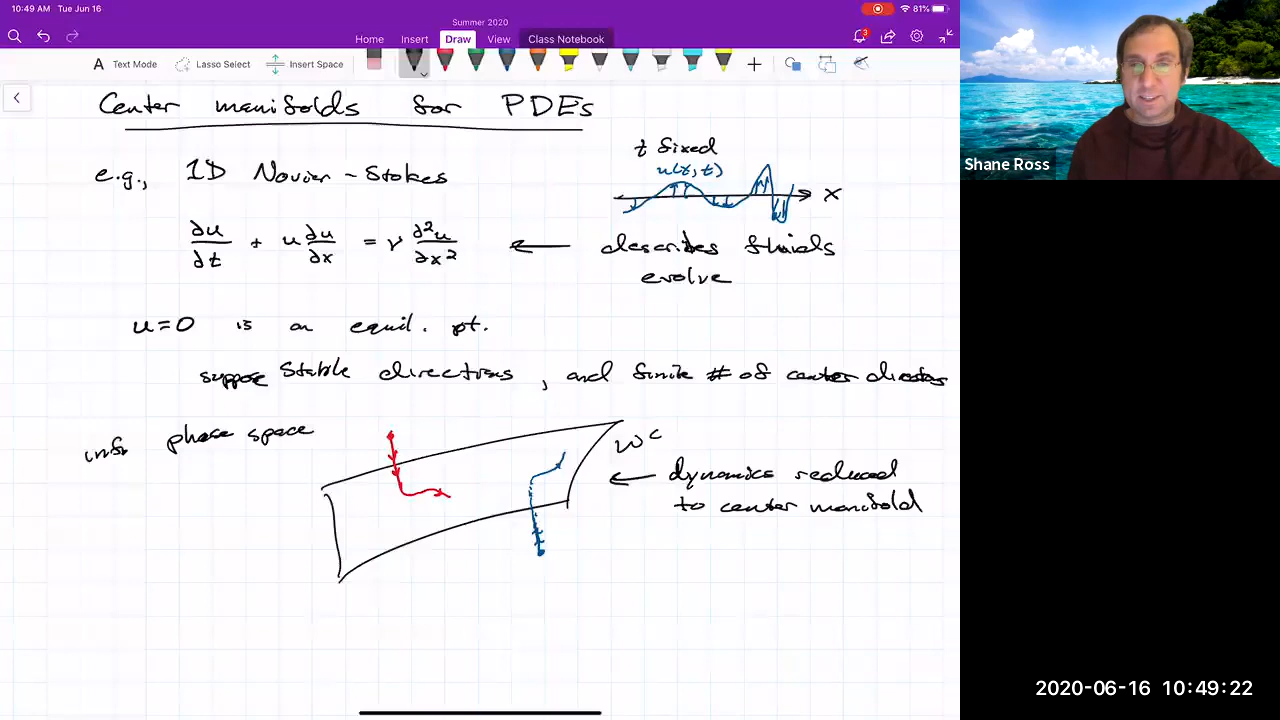 10:49 AM Tue Jun 16
81%
Summer 2020
Home Insert Draw View Class Notebook
3
Text Mode Lasso Select Insert Space
Center manifolds for PDEs
e.g., 1D Navier-Stokes
t fixed
u(x,t)
x
∂u/∂t + u ∂u/∂x = ν ∂²u/∂x² ← describes fluids
evolve
u=0 is an equil. pt.
suppose stable directions, and finite # of center directions
inf. phase space
Wᶜ
← dynamics reduced
to center manifold
Shane Ross
2020-06-16 10:49:22